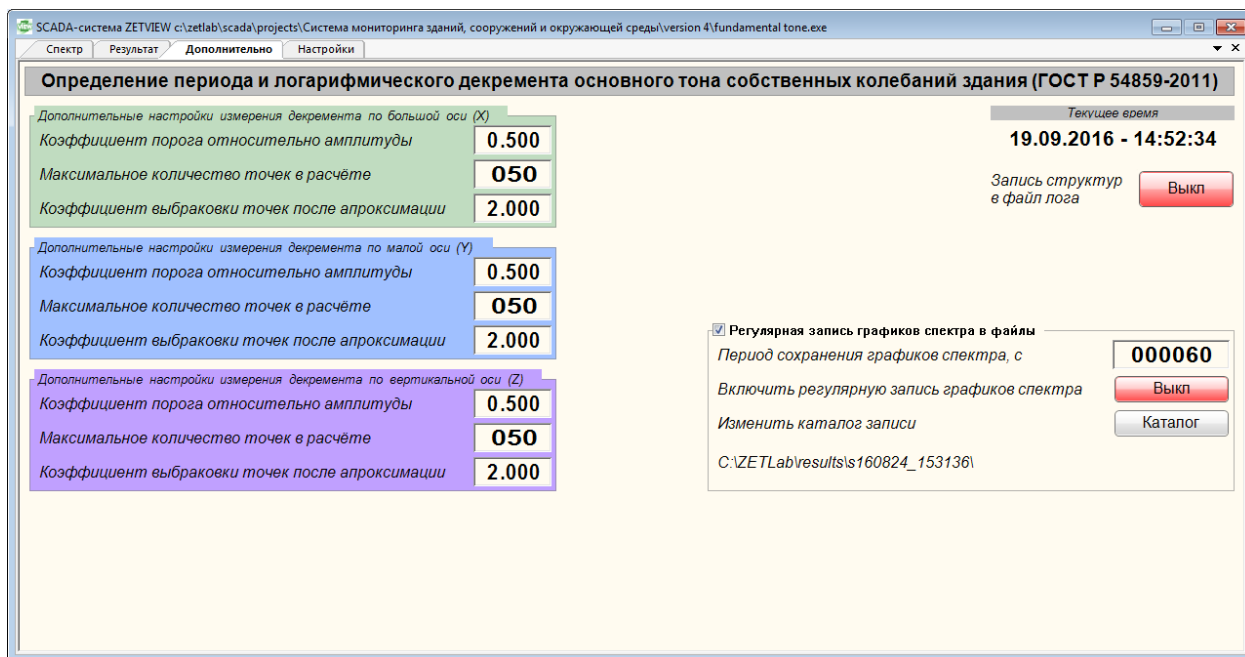 SCADA-система ZETVIEW c:\zetlab\scada\projects\Система мониторинга зданий, сооружений и окружающей среды\version 4\fundamental tone.exe
Спектр Результат Дополнительно Настройки
Определение периода и логарифмического декремента основного тона собственных колебаний здания (ГОСТ Р 54859-2011)
Дополнительные настройки измерения декремента по большой оси (X)
Коэффициент порога относительно амплитуды 0.500
Максимальное количество точек в расчёте 050
Коэффициент выбраковки точек после апроксимации 2.000
Дополнительные настройки измерения декремента по малой оси (Y)
Коэффициент порога относительно амплитуды 0.500
Максимальное количество точек в расчёте 050
Коэффициент выбраковки точек после апроксимации 2.000
Дополнительные настройки измерения декремента по вертикальной оси (Z)
Коэффициент порога относительно амплитуды 0.500
Максимальное количество точек в расчёте 050
Коэффициент выбраковки точек после апроксимации 2.000
Текущее время
19.09.2016 - 14:52:34
Запись структур
в файл лога
Выкл
Регулярная запись графиков спектра в файлы
Период сохранения графиков спектра, с 000060
Включить регулярную запись графиков спектра Выкл
Изменить каталог записи Каталог
C:\ZETLab\results\s160824_153136\